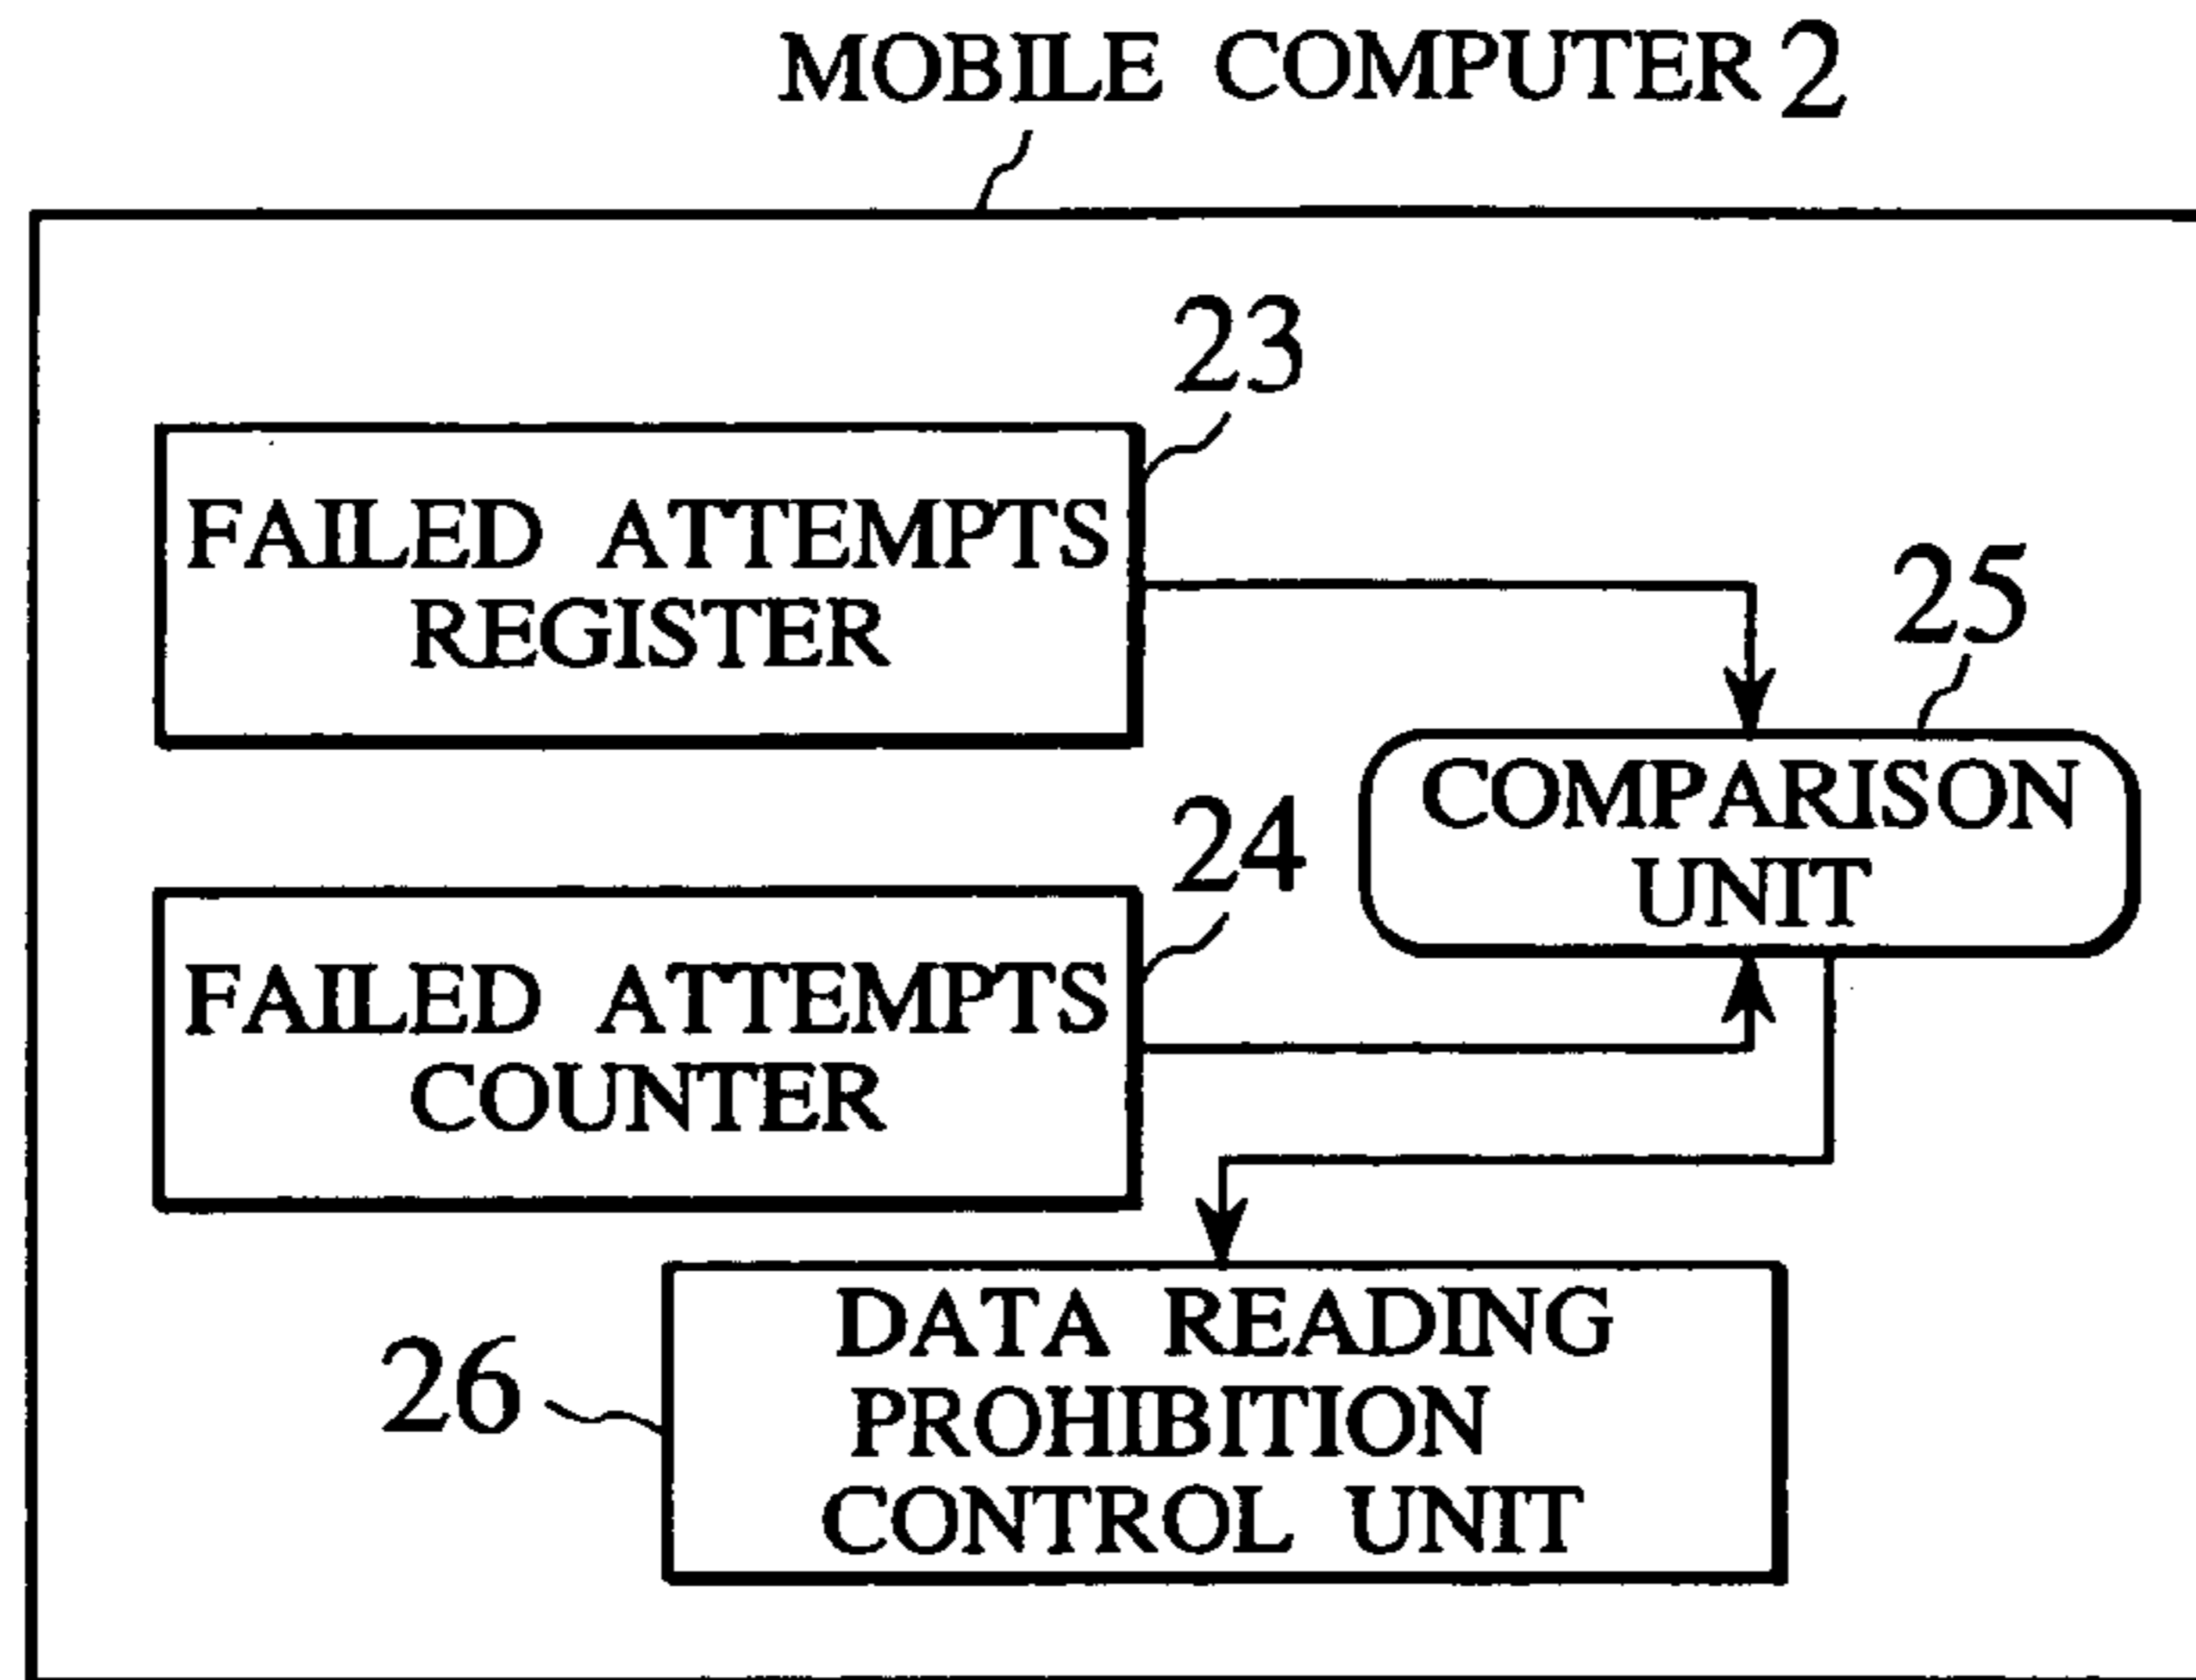 MOBILE COMPUTER 2
23
FAILED ATTEMPTS
REGISTER
25
COMPARISON
UNIT
24
FAILED ATTEMPTS
COUNTER
26
DATA READING
PROHIBITION
CONTROL UNIT